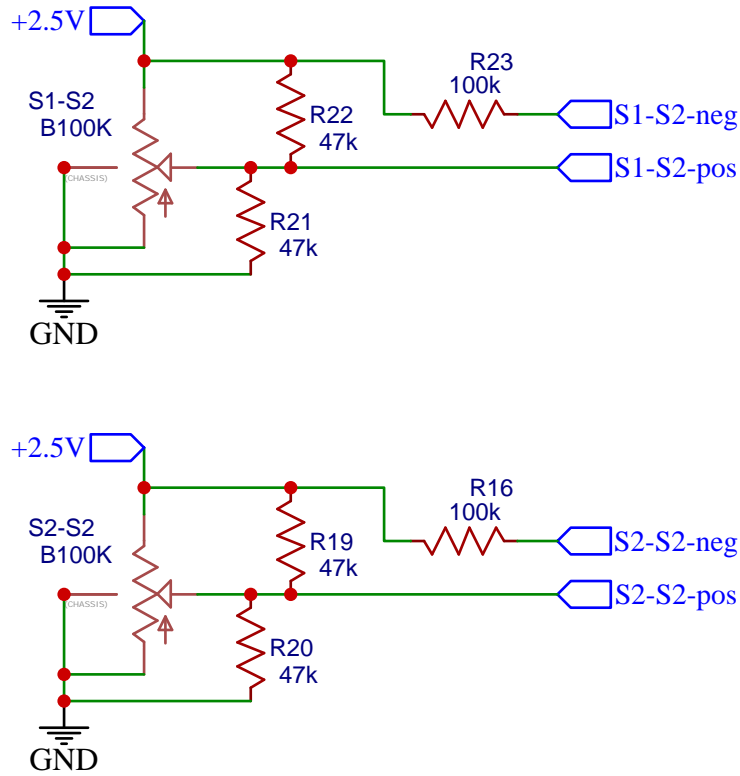 +2.5V
R23
100k
S1-S2
B100K
R22
47k
S1-S2-neg
(CHASSIS)
S1-S2-pos
R21
47k
GND
+2.5V
R16
100k
S2-S2
B100K
R19
47k
S2-S2-neg
(CHASSIS)
S2-S2-pos
R20
47k
GND